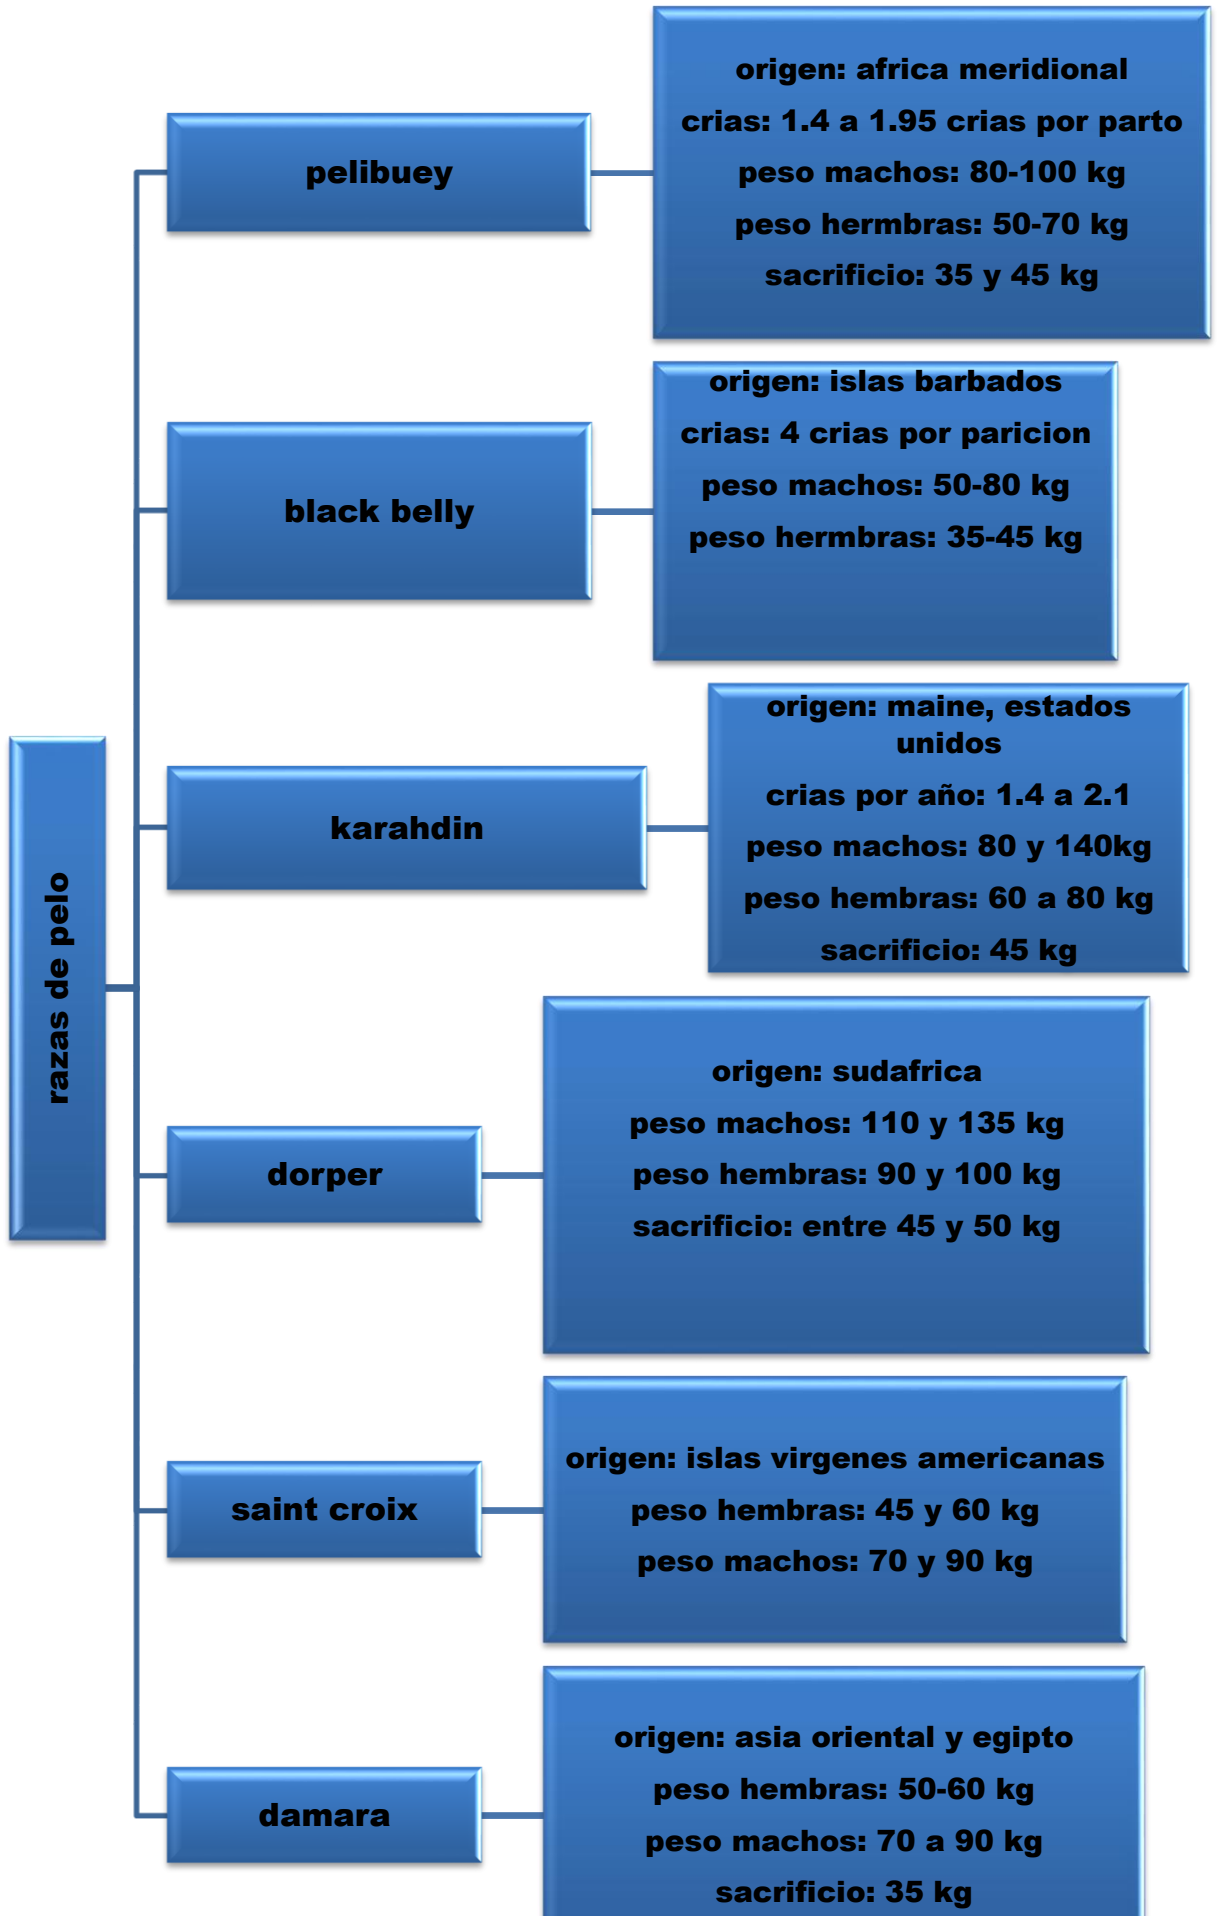 razas de pelo
pelibuey
origen: africa meridional
crias: 1.4 a 1.95 crias por parto
peso machos: 80-100 kg
peso hermbras: 50-70 kg
sacrificio: 35 y 45 kg
black belly
origen: islas barbados
crias: 4 crias por paricion
peso machos: 50-80 kg
peso hermbras: 35-45 kg
karahdin
origen: maine, estados
unidos
crias por año: 1.4 a 2.1
peso machos: 80 y 140kg
peso hembras: 60 a 80 kg
sacrificio: 45 kg
dorper
origen: sudafrica
peso machos: 110 y 135 kg
peso hembras: 90 y 100 kg
sacrificio: entre 45 y 50 kg
saint croix
origen: islas virgenes americanas
peso hembras: 45 y 60 kg
peso machos: 70 y 90 kg
damara
origen: asia oriental y egipto
peso hembras: 50-60 kg
peso machos: 70 a 90 kg
sacrificio: 35 kg